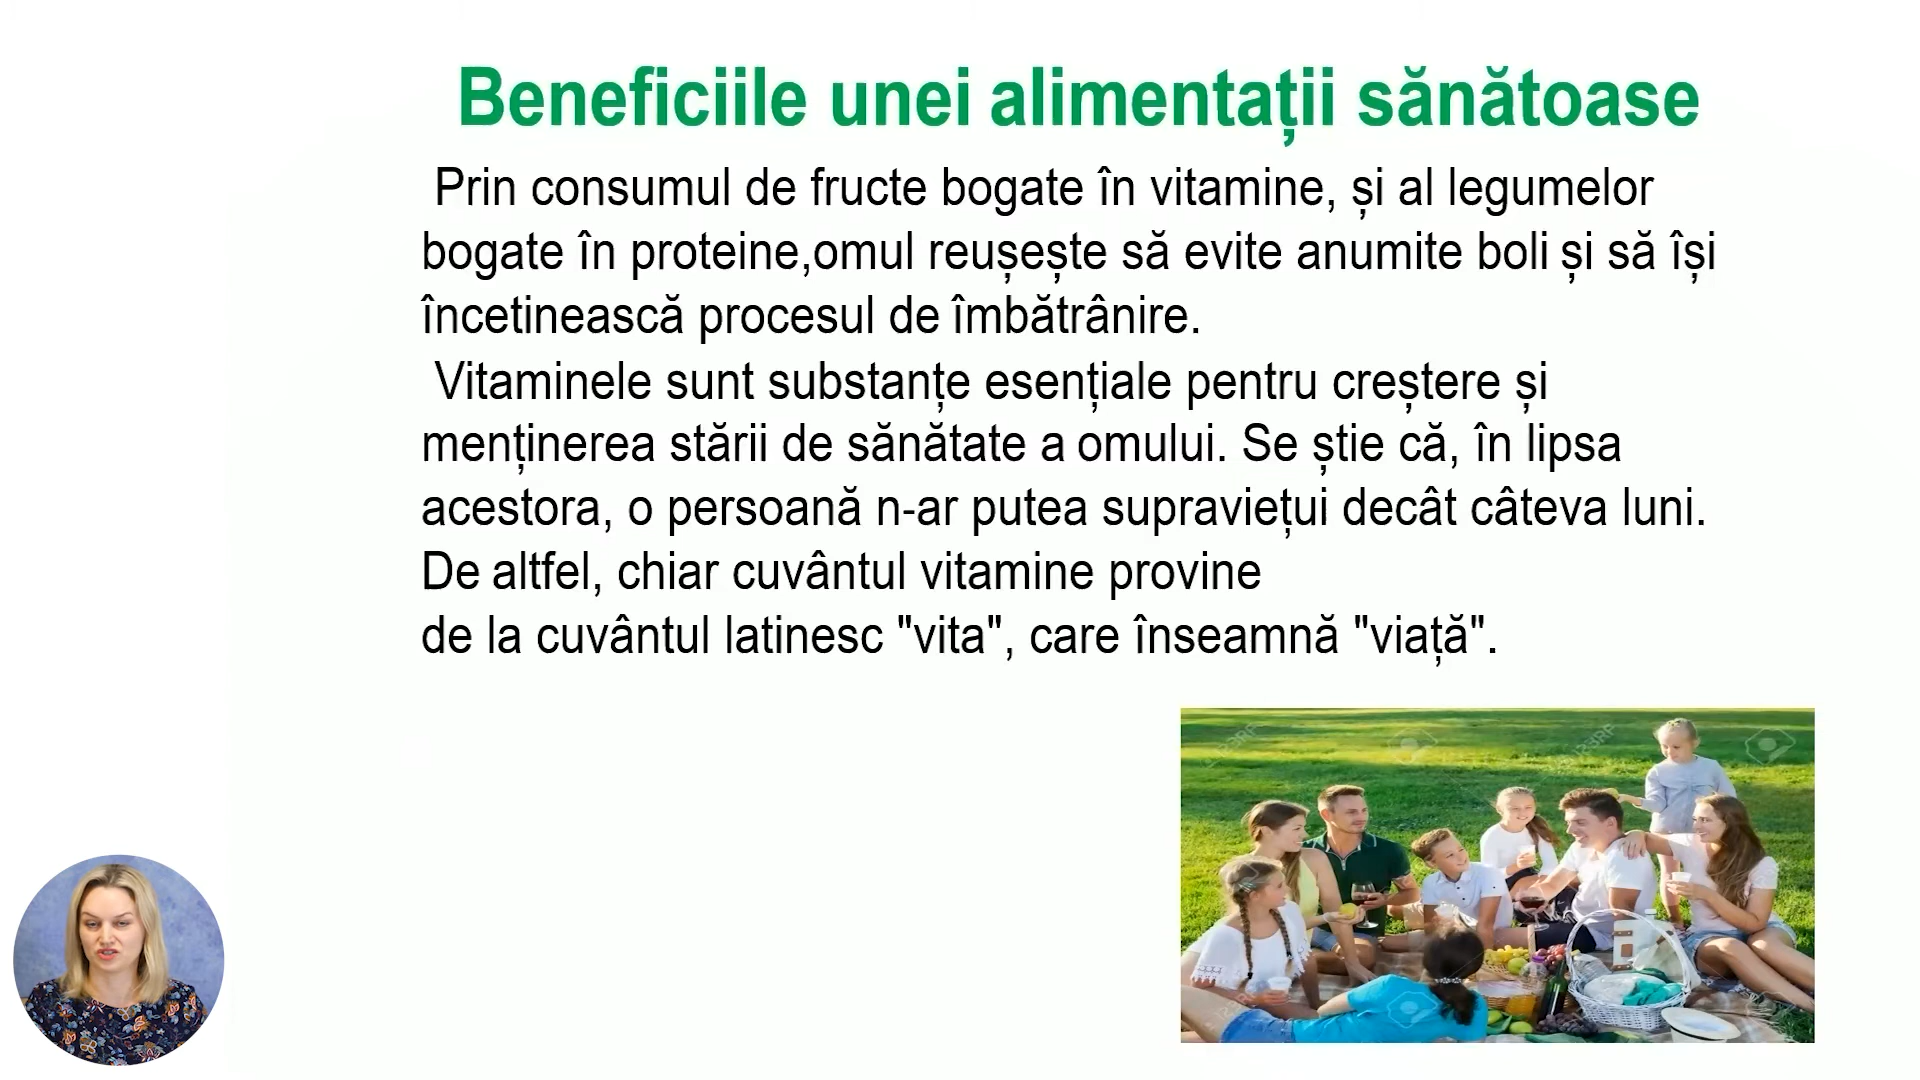 Beneficiile unei alimentații sănătoase
Prin consumul de fructe bogate în vitamine, și al legumelor
bogate în proteine,omul reușește să evite anumite boli și să își
încetinească procesul de îmbătrânire.
Vitaminele sunt substanțe esențiale pentru creștere și
menținerea stării de sănătate a omului. Se știe că, în lipsa
acestora, o persoană n-ar putea supraviețui decât câteva luni.
De altfel, chiar cuvântul vitamine provine
de la cuvântul latinesc "vita", care înseamnă "viață".